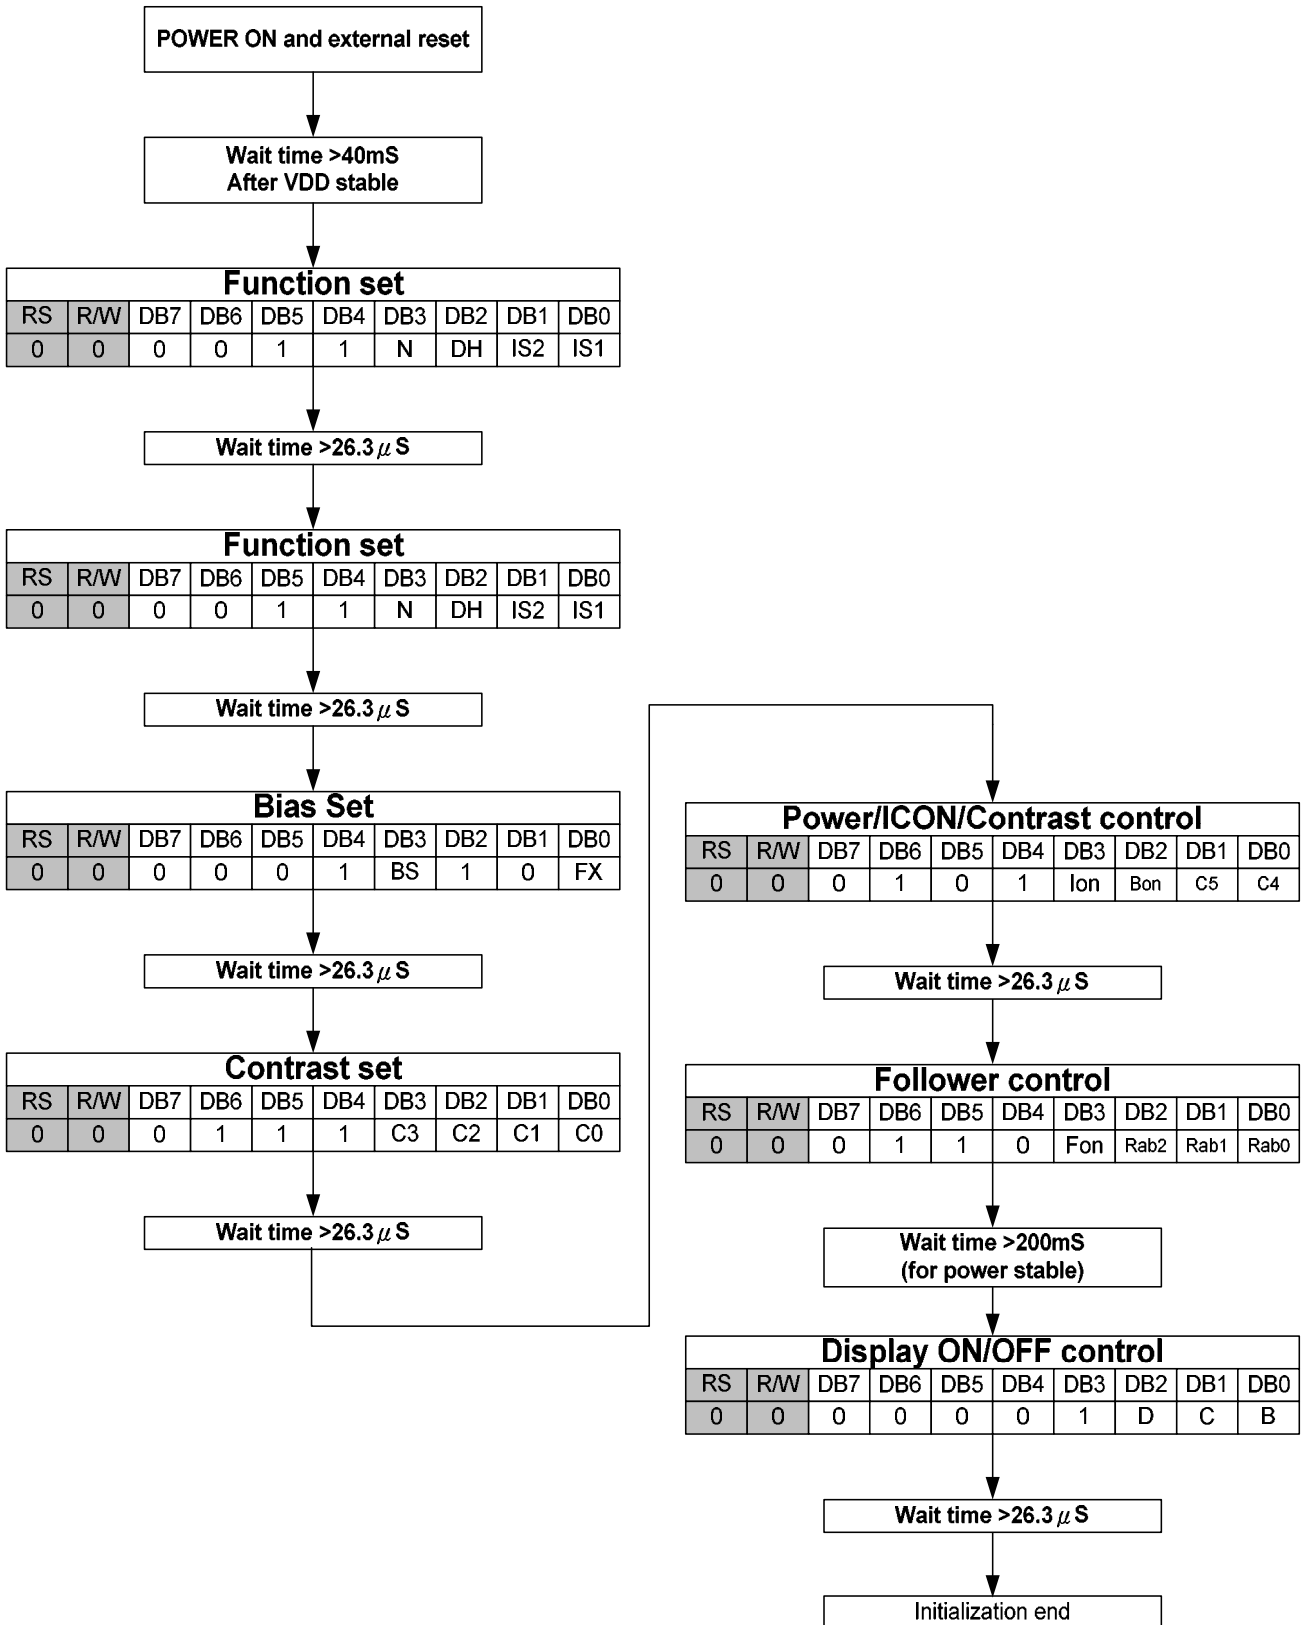 POWER ON and external reset
Wait time >40mS
After VDD stable
Function set
RS R/W DB7 DB6 DB5 DB4 DB3 DB2 DB1 DB0
0 0 0 0 1 1 N DH IS2 IS1
Wait time >26.3μS
Function set
RS R/W DB7 DB6 DB5 DB4 DB3 DB2 DB1 DB0
0 0 0 0 1 1 N DH IS2 IS1
Wait time >26.3μS
Bias Set
RS R/W DB7 DB6 DB5 DB4 DB3 DB2 DB1 DB0
0 0 0 0 0 1 BS 1 0 FX
Wait time >26.3μS
Contrast set
RS R/W DB7 DB6 DB5 DB4 DB3 DB2 DB1 DB0
0 0 0 1 1 1 C3 C2 C1 C0
Wait time >26.3μS
Power/ICON/Contrast control
RS R/W DB7 DB6 DB5 DB4 DB3 DB2 DB1 DB0
0 0 0 1 0 1 Ion Bon C5 C4
Wait time >26.3μS
Follower control
RS R/W DB7 DB6 DB5 DB4 DB3 DB2 DB1 DB0
0 0 0 1 1 0 Fon Rab2 Rab1 Rab0
Wait time >200mS
(for power stable)
Display ON/OFF control
RS R/W DB7 DB6 DB5 DB4 DB3 DB2 DB1 DB0
0 0 0 0 0 0 1 D C B
Wait time >26.3μS
Initialization end